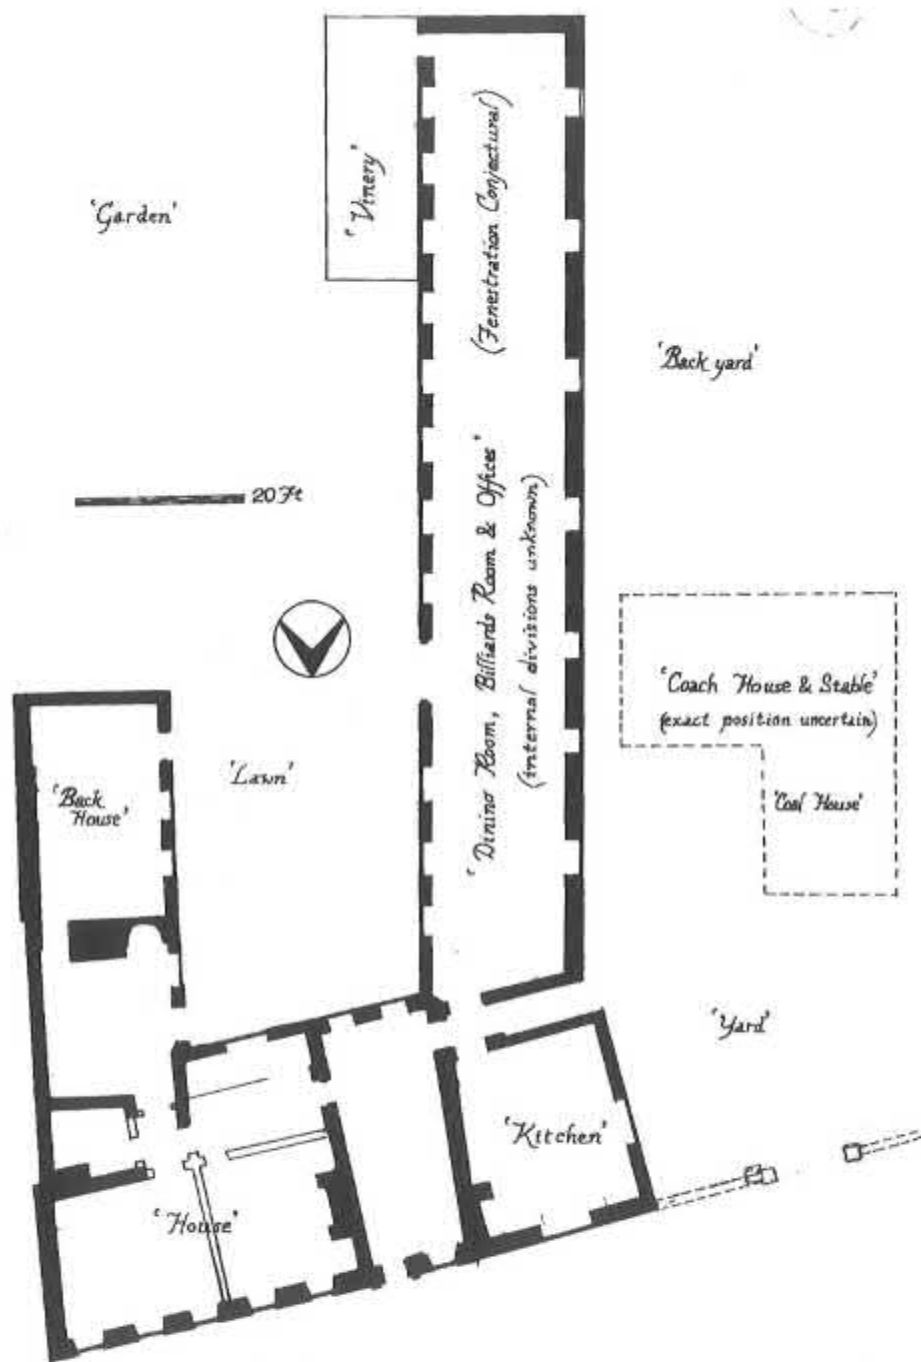 'Garden'
'Vinery'
(Fenestration Conjectural)
'Back yard'
20 Ft
'Dining Room, Billiards Room & Offices'
(internal divisions unknown)
'Coach House & Stable'
(exact position uncertain)
'Coal House'
'Lawn'
'Back
House'
'Yard'
'Kitchen'
'House'